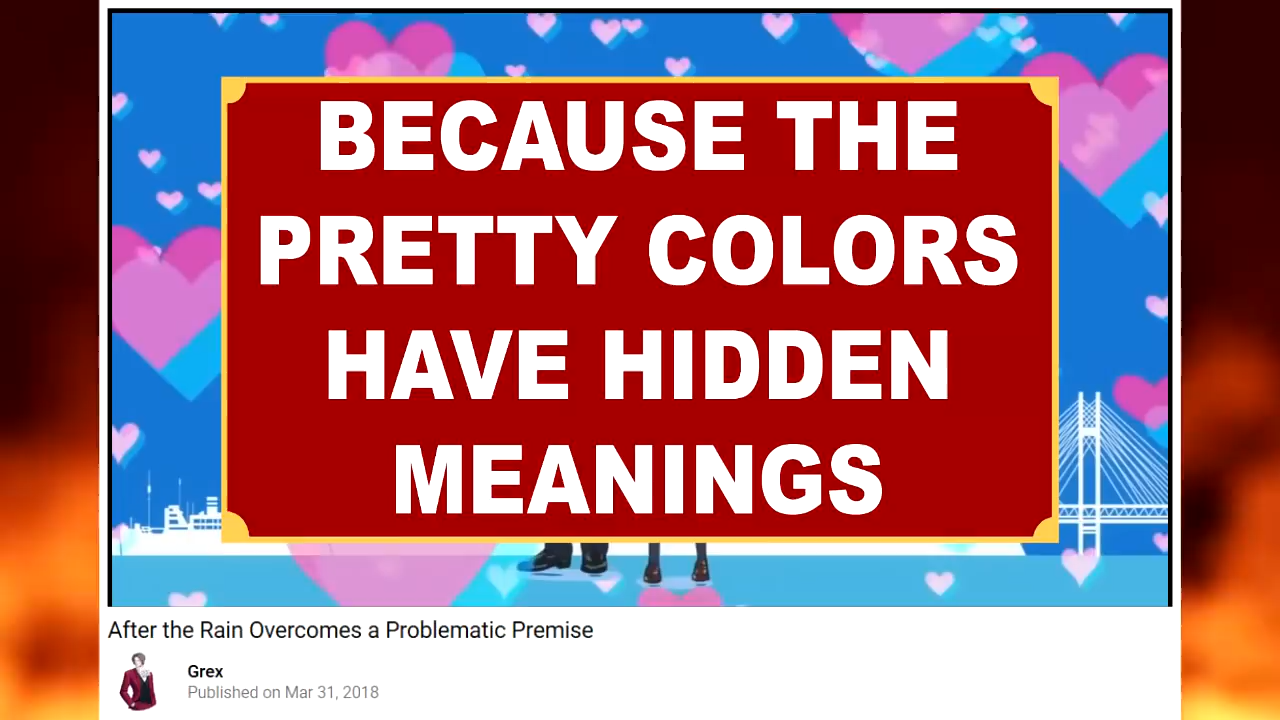 BECAUSE THE
PRETTY COLORS
HAVE HIDDEN
MEANINGS
After the Rain Overcomes a Problematic Premise
Grex
Published on Mar 31, 2018